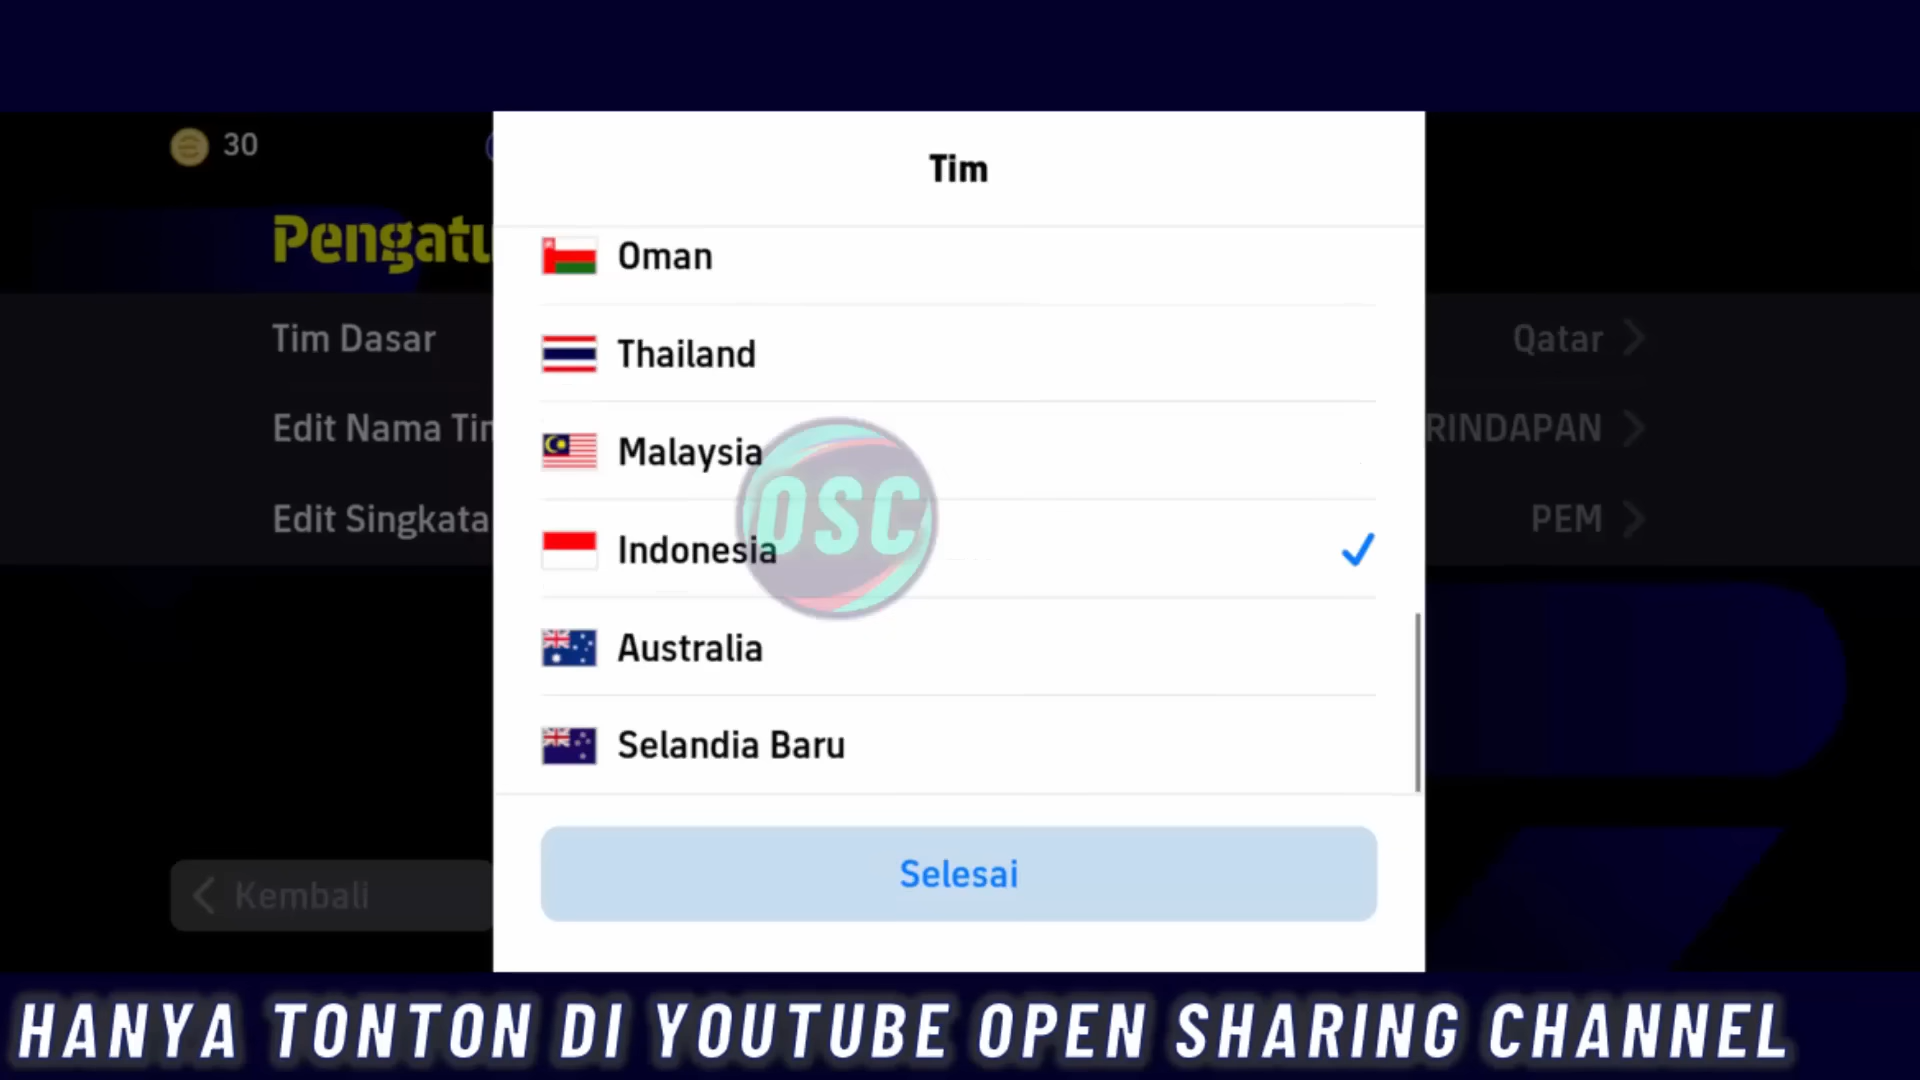 30
Tim
Pengatu
Oman
Tim Dasar
Qatar
Thailand
Edit Nama Tim
RINDAPAN
Malaysia
OSC
Edit Singkata
PEM
Indonesia
Australia
Selandia Baru
Selesai
Kembali
HANYA TONTON DI YOUTUBE OPEN SHARING CHANNEL